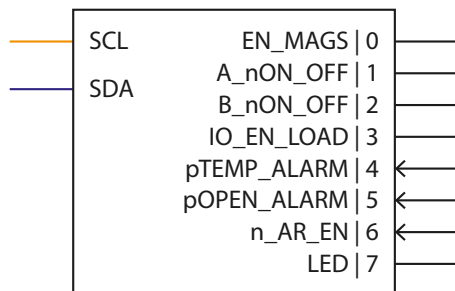 SCL
SDA
EN_MAGS | 0
A_nON_OFF | 1
B_nON_OFF | 2
IO_EN_LOAD | 3
pTEMP_ALARM | 4
pOPEN_ALARM | 5
n_AR_EN | 6
LED | 7